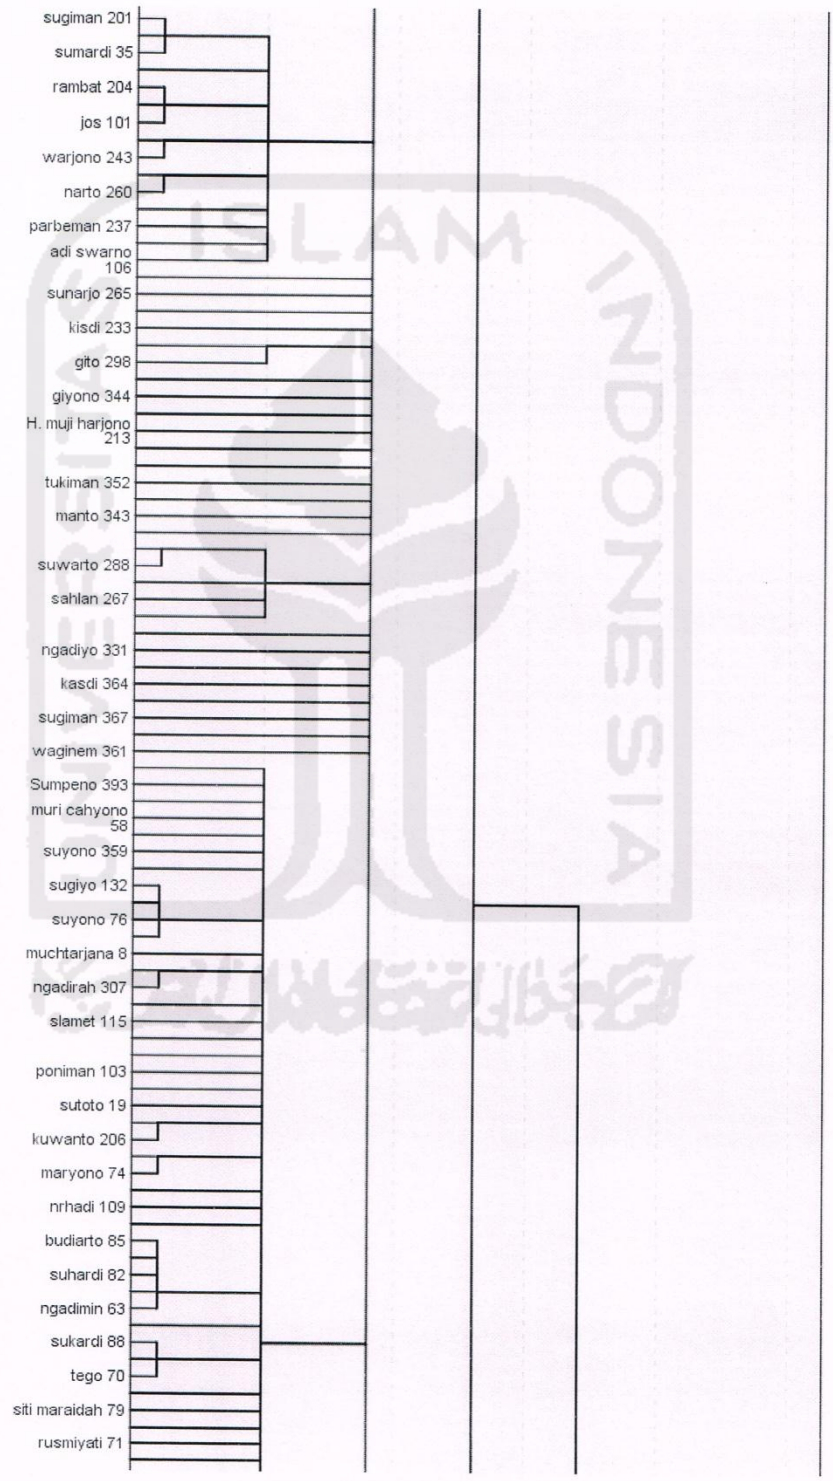 sugiman 201
sumardi 35
rambat 204
jos 101
warjono 243
narto 260
parbeman 237
adi swarno
106
sunarjo 265
kisdi 233
gito 298
giyono 344
H. muji harjono
213
tukiman 352
manto 343
suwarto 288
sahlan 267
ngadiyo 331
kasdi 364
sugiman 367
waginem 361
Sumpeno 393
muri cahyono
58
suyono 359
sugiyo 132
suyono 76
muchtarjana 8
ngadirah 307
slamet 115
poniman 103
sutoto 19
kuwanto 206
maryono 74
nrhadi 109
budiarto 85
suhardi 82
ngadimin 63
sukardi 88
tego 70
siti maraidah 79
rusmiyati 71
UNIVERSITAS
ISLAM
INDONESIA